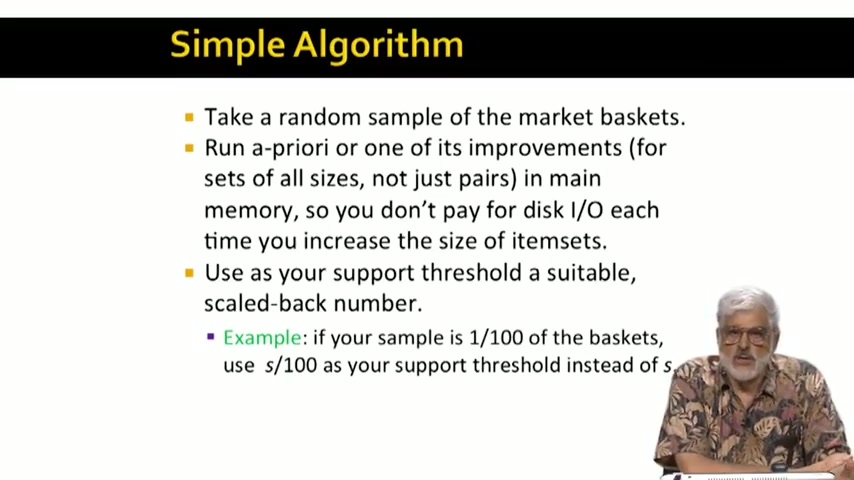 Simple Algorithm
Take a random sample of the market baskets.
Run a-priori or one of its improvements (for
sets of all sizes, not just pairs) in main
memory, so you don't pay for disk I/O each
time you increase the size of itemsets.
Use as your support threshold a suitable,
scaled-back number.
Example: if your sample is 1/100 of the baskets,
use s/100 as your support threshold instead of s.